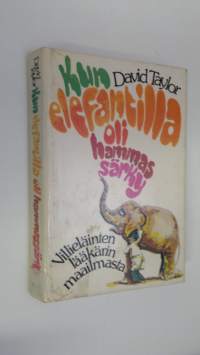 David Taylor
Kun
elefantilla
oli
hammas
särky
Villieläinten
lääkärin
maailmasta